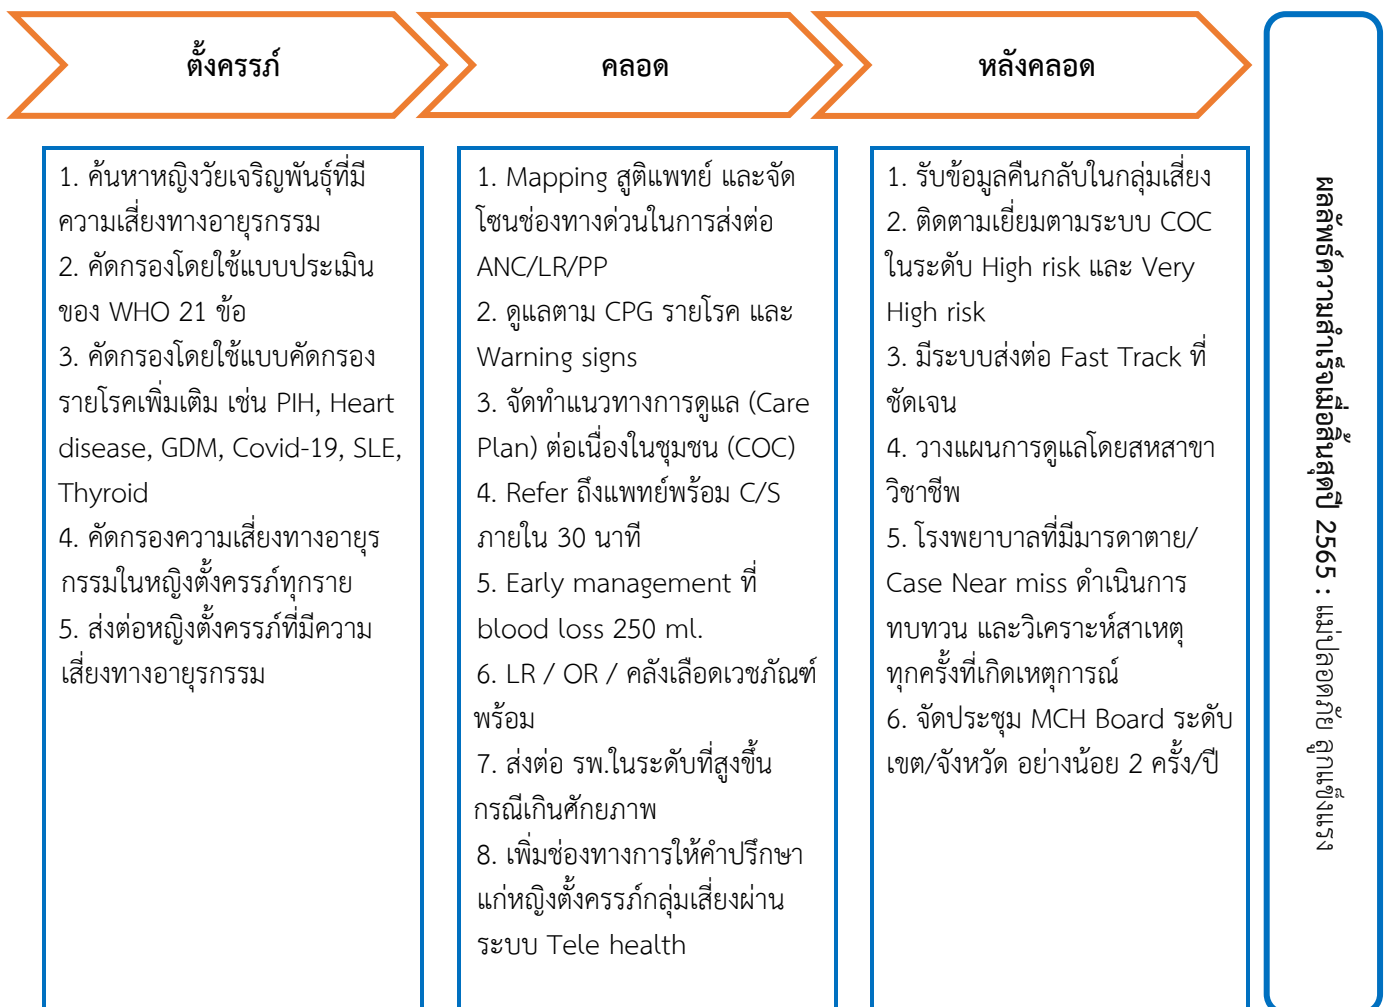 ตั้งครรภ์
คลอด
หลังคลอด
1. ค้นหาหญิงวัยเจริญพันธุ์ที่มี
ความเสี่ยงทางอายุรกรรม
2. คัดกรองโดยใช้แบบประเมิน
ของ WHO 21 ข้อ
3. คัดกรองโดยใช้แบบคัดกรอง
รายโรคเพิ่มเติม เช่น PIH, Heart
disease, GDM, Covid-19, SLE,
Thyroid
4. คัดกรองความเสี่ยงทางอายุร
กรรมในหญิงตั้งครรภ์ทุกราย
5. ส่งต่อหญิงตั้งครรภ์ที่มีความ
เสี่ยงทางอายุรกรรม
1. Mapping สูติแพทย์ และจัด
โซนช่องทางด่วนในการส่งต่อ
ANC/LR/PP
2. ดูแลตาม CPG รายโรค และ
Warning signs
3. จัดทำแนวทางการดูแล (Care
Plan) ต่อเนื่องในชุมชน (COC)
4. Refer ถึงแพทย์พร้อม C/S
ภายใน 30 นาที
5. Early management ที่
blood loss 250 ml.
6. LR / OR / คลังเลือดเวชภัณฑ์
พร้อม
7. ส่งต่อ รพ.ในระดับที่สูงขึ้น
กรณีเกินศักยภาพ
8. เพิ่มช่องทางการให้คำปรึกษา
แก่หญิงตั้งครรภ์กลุ่มเสี่ยงผ่าน
ระบบ Tele health
1. รับข้อมูลคืนกลับในกลุ่มเสี่ยง
2. ติดตามเยี่ยมตามระบบ COC
ในระดับ High risk และ Very
High risk
3. มีระบบส่งต่อ Fast Track ที่
ชัดเจน
4. วางแผนการดูแลโดยสหสาขา
วิชาชีพ
5. โรงพยาบาลที่มีมารดาตาย/
Case Near miss ดำเนินการ
ทบทวน และวิเคราะห์สาเหตุ
ทุกครั้งที่เกิดเหตุการณ์
6. จัดประชุม MCH Board ระดับ
เขต/จังหวัด อย่างน้อย 2 ครั้ง/ปี
ผลลัพธ์ความสำเร็จเมื่อสิ้นสุดปี 2565 : แม่ปลอดภัย ลูกแข็งแรง